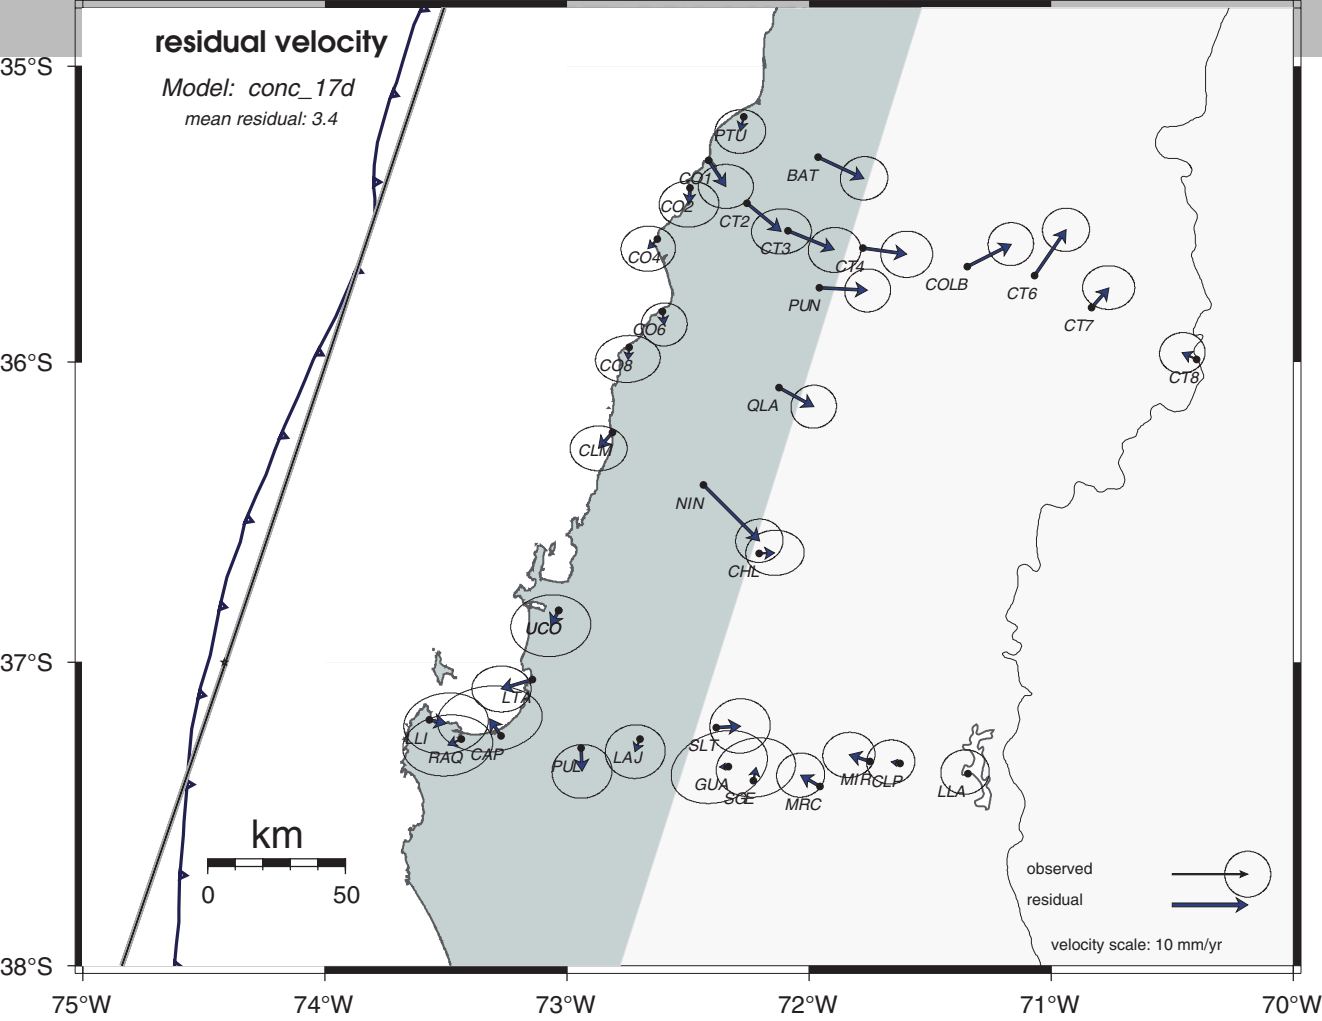 residual velocity
Model: conc_17d
mean residual: 3.4
35°S
36°S
37°S
38°S
PTU
CO1
CO2
BAT
CT2
CT3
CT4
CO4
COLB
CT6
PUN
CT7
CO6
CO8
CT8
QLA
CLM
NIN
CHL
UCO
LTA
LLI
RAQ
CAP
PUL
LAJ
SLT
GUA
MRC
MIR
CLP
LLA
km
0 50
observed
residual
velocity scale: 10 mm/yr
75°W 74°W 73°W 72°W 71°W 70°W